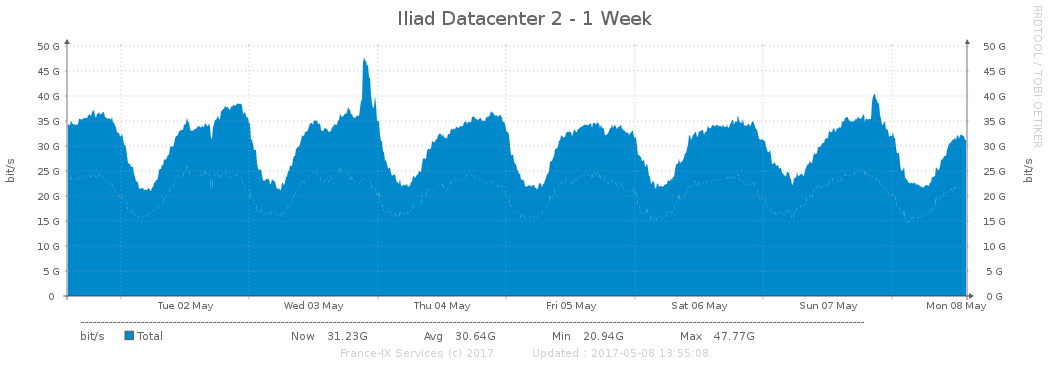 Iliad Datacenter 2 - 1 Week
RRDTOOL / TOBI OETIKER
50 G 50 G
45 G 45 G
40 G 40 G
35 G 35 G
30 G 30 G
25 G 25 G
20 G 20 G
15 G 15 G
10 G 10 G
5 G 5 G
0 0 G
bit/s bit/s
Tue 02 May Wed 03 May Thu 04 May Fri 05 May Sat 06 May Sun 07 May Mon 08 May
bit/s Total Now 31.23G Avg 30.64G Min 20.94G Max 47.77G
France-IX Services (c) 2017 Updated : 2017-05-08 13:55:08